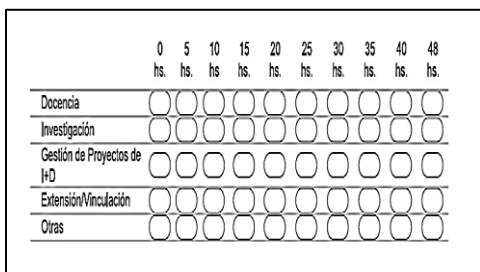 0 5 10 15 20 25 30 35 40 48
hs. hs. hs hs. hs. hs. hs. hs. hs. hs.
Docencia
Investigación
Gestión de Proyectos de
I+D
Extensión/Vinculación
Otras